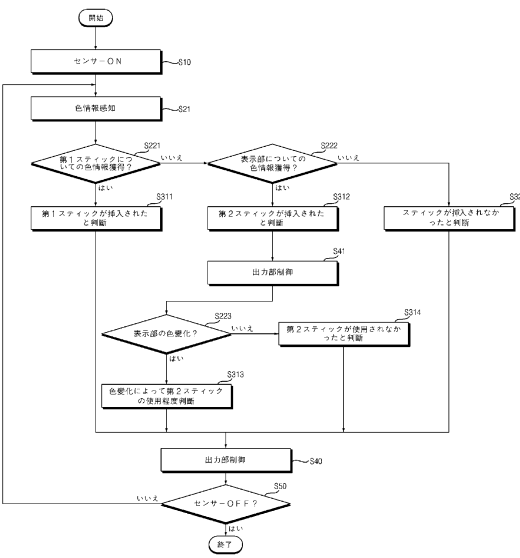 開始
センサーON
S10
色情報感知
S21
第1スティックにつ
いての色情報獲得?
S221
いいえ
はい
表示部についての
色情報獲得?
S222
いいえ
はい
第1スティックが挿入された
と判断
S311
第2スティックが挿入された
と判断
S312
スティックが挿入されなか
ったと判断
出力部制御
S41
表示部の色変化?
S223
いいえ
はい
第2スティックが使用されなか
ったと判断
S314
色変化によって第2スティック
の使用程度判断
S313
出力部制御
S40
センサーOFF?
S50
いいえ
はい
終了